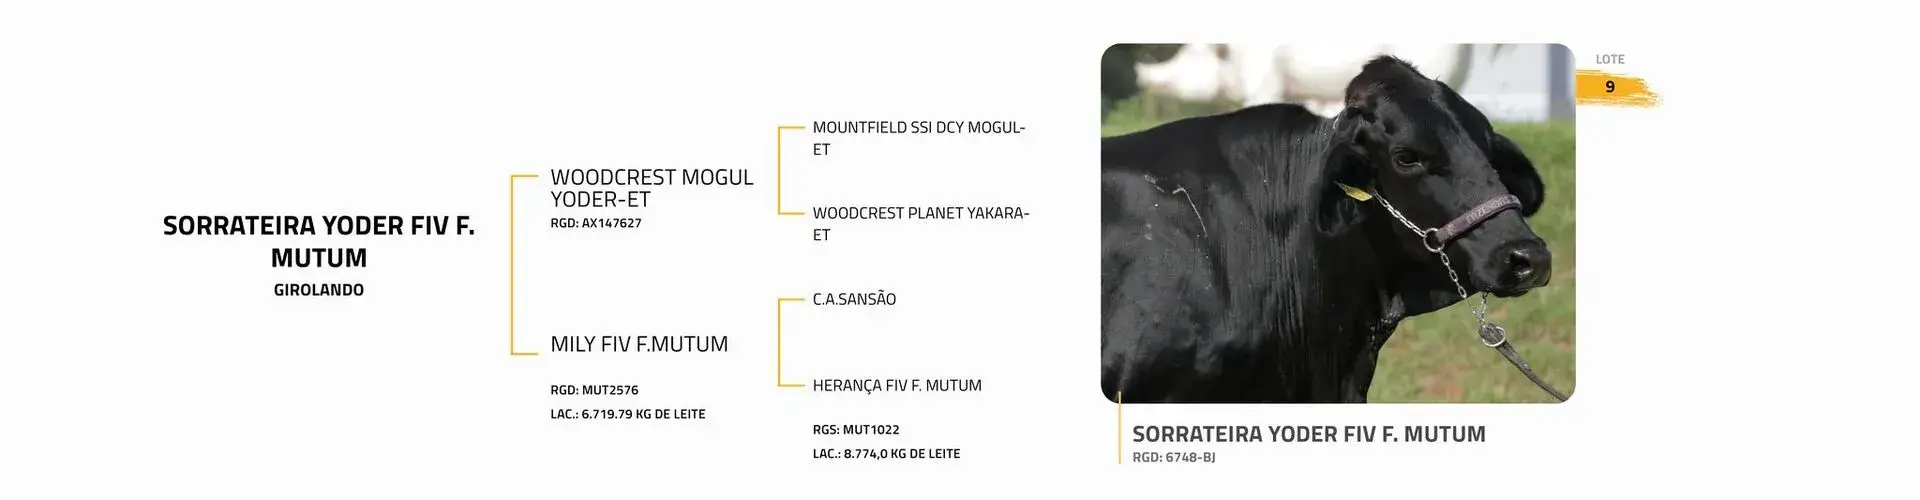 SORRATEIRA YODER FIV F.
MUTUM
GIROLANDO
WOODCREST MOGUL
YODER-ET
RGD: AX147627
MILY FIV F.MUTUM
RGD: MUT2576
LAC.: 6.719.79 KG DE LEITE
MOUNTFIELD SSI DCY MOGUL-
ET
WOODCREST PLANET YAKARA-
ET
C.A.SANSÃO
HERANÇA FIV F. MUTUM
RGS: MUT1022
LAC.: 8.774,0 KG DE LEITE
LOTE
9
SORRATEIRA YODER FIV F. MUTUM
RGD: 6748-BJ